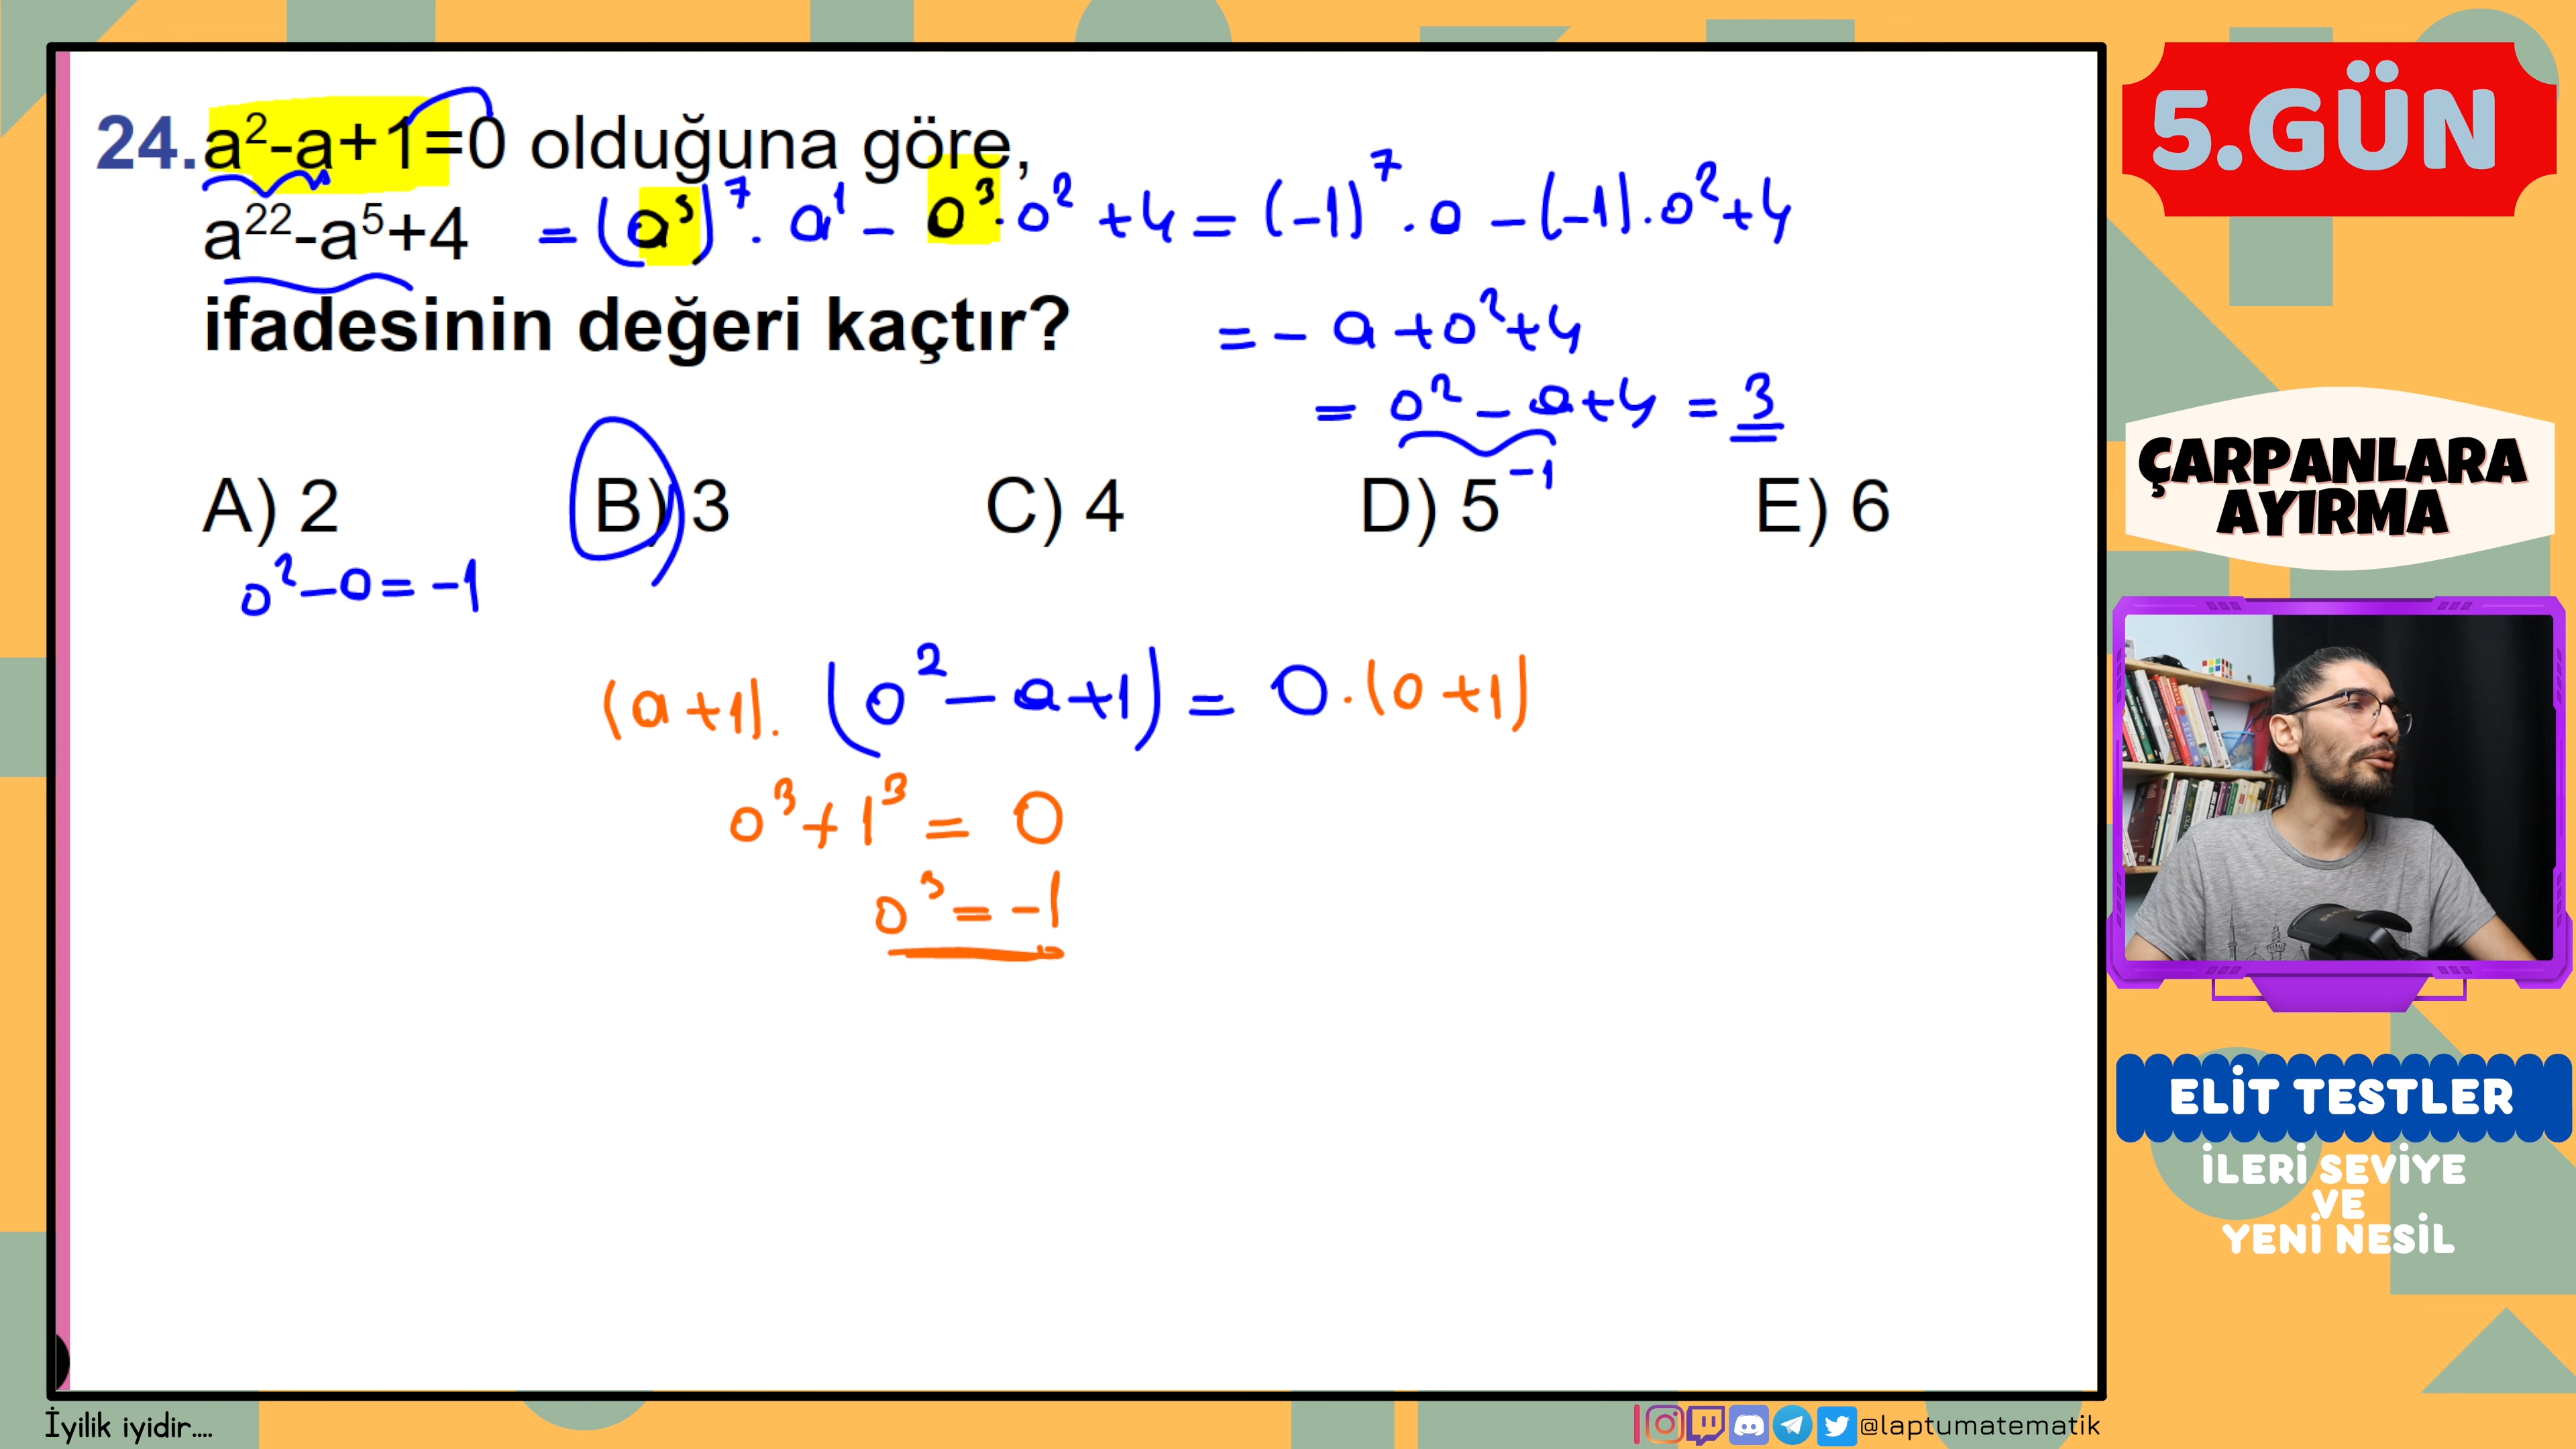 24. a²-a+1=0 olduğuna göre,
a²²-a⁵+4 = (a³)⁷ . a¹ - a³ . a² + 4 = (-1)⁷ . a - (-1) . a² + 4
ifadesinin değeri kaçtır?
= - a + a² + 4
= a² - a + 4 = 3
-1
A) 2 B) 3 C) 4 D) 5 E) 6
a² - a = -1
(a+1) . (a² - a + 1) = 0 . (a+1)
a³ + 1³ = 0
a³ = -1
5.GÜN
ÇARPANLARA
AYIRMA
ELİT TESTLER
İLERİ SEVİYE
VE
YENİ NESİL
İyilik iyidir....
@laptumatematik